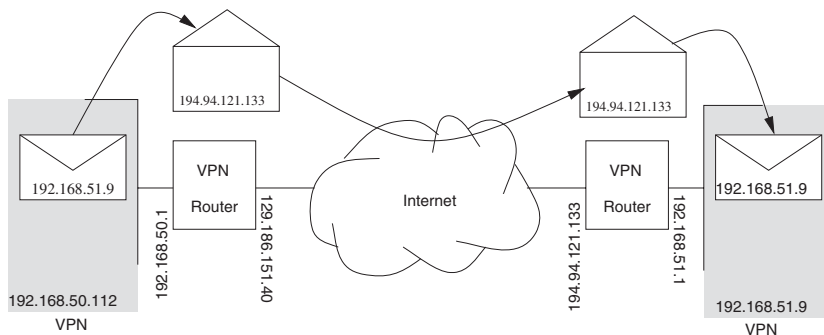 194.94.121.133
194.94.121.133
192.168.51.9
VPN
Router
192.168.50.1
129.186.151.40
Internet
194.94.121.133
VPN
Router
192.168.51.1
192.168.51.9
192.168.50.112
VPN
192.168.51.9
VPN